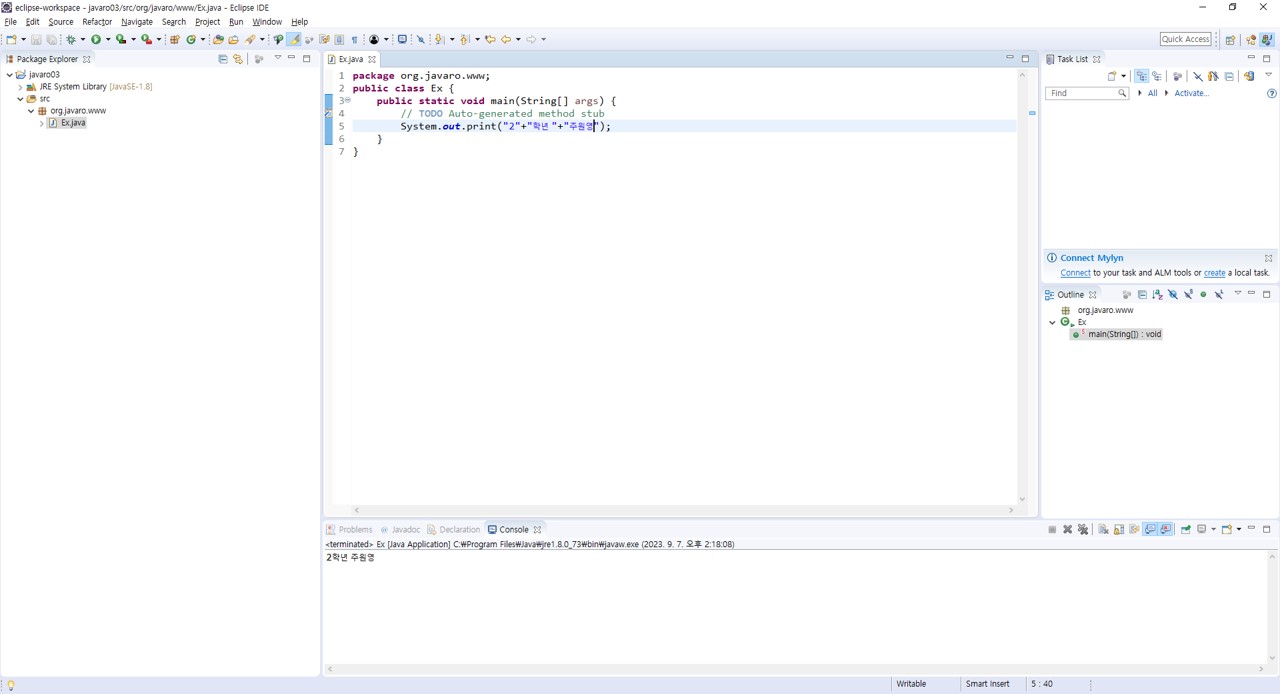 eclipse-workspace - javaro03/src/org/javaro/www/Ex.java - Eclipse IDE
File Edit Source Refactor Navigate Search Project Run Window Help
Quick Access
Package Explorer
javaro03
JRE System Library [JavaSE-1.8]
src
org.javaro.www
Ex.java
Ex.java
1 package org.javaro.www;
2 public class Ex {
3 public static void main(String[] args) {
4 // TODO Auto-generated method stub
5 System.out.print("2"+"학년 "+"주원영");
6 }
7 }
Task List
Find All Activate...
Connect Mylyn
Connect to your task and ALM tools or create a local task.
Outline
org.javaro.www
Ex
main(String[]) : void
Problems Javadoc Declaration Console
<terminated> Ex [Java Application] C:₩Program Files₩Java₩jre1.8.0_73₩bin₩javaw.exe (2023. 9. 7. 오후 2:18:08)
2학년 주원영
Writable Smart Insert 5 : 40